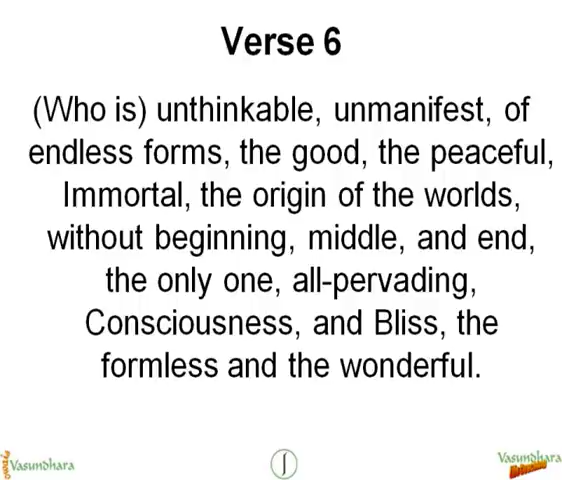 Verse 6
(Who is) unthinkable, unmanifest, of
endless forms, the good, the peaceful,
Immortal, the origin of the worlds,
without beginning, middle, and end,
the only one, all-pervading,
Consciousness, and Bliss, the
formless and the wonderful.
Vasundhara
Vasundhara